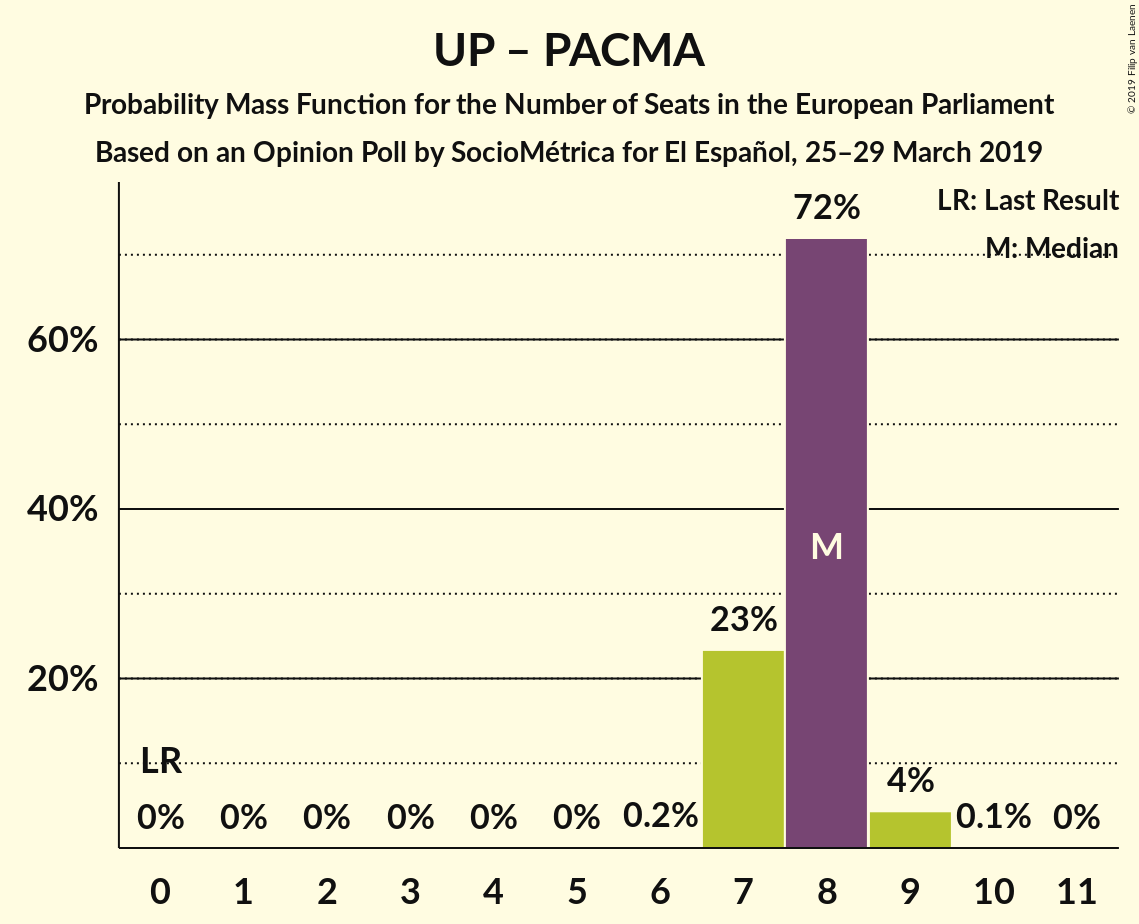 UP – PACMA
Probability Mass Function for the Number of Seats in the European Parliament
Based on an Opinion Poll by SocioMétrica for El Español, 25–29 March 2019
© 2019 Filip van Laenen
LR: Last Result
M: Median
72%
60%
40%
M
23%
20%
LR
4%
0% 0% 0% 0% 0% 0% 0.2% 0.1% 0%
0 1 2 3 4 5 6 7 8 9 10 11